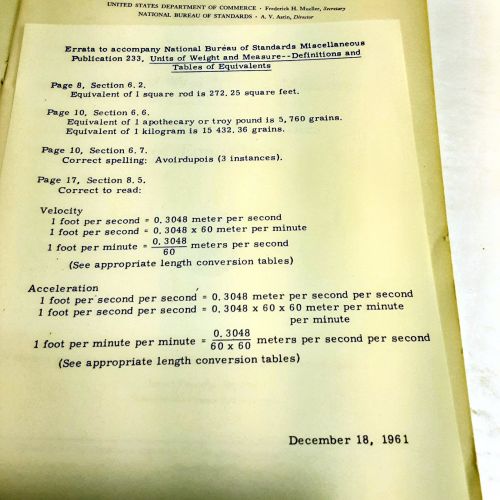 UNITED STATES DEPARTMENT OF COMMERCE · Frederick H. Mueller, Secretary
NATIONAL BUREAU OF STANDARDS · A. V. Astin, Director
Errata to accompany National Bureau of Standards Miscellaneous
Publication 233, Units of Weight and Measure--Definitions and
Tables of Equivalents
Page 8, Section 6.2.
Equivalent of 1 square rod is 272.25 square feet.
Page 10, Section 6.6.
Equivalent of 1 apothecary or troy pound is 5,760 grains.
Equivalent of 1 kilogram is 15 432.36 grains.
Page 10, Section 6.7.
Correct spelling: Avoirdupois (3 instances).
Page 17, Section 8.5.
Correct to read:
Velocity
1 foot per second = 0.3048 meter per second
1 foot per second = 0.3048 x 60 meter per minute
1 foot per minute = 0.3048/60 meters per second
(See appropriate length conversion tables)
Acceleration
1 foot per second per second = 0.3048 meter per second per second
1 foot per second per second = 0.3048 x 60 x 60 meter per minute
per minute
1 foot per minute per minute = 0.3048/60 x 60 meters per second per second
(See appropriate length conversion tables)
December 18, 1961